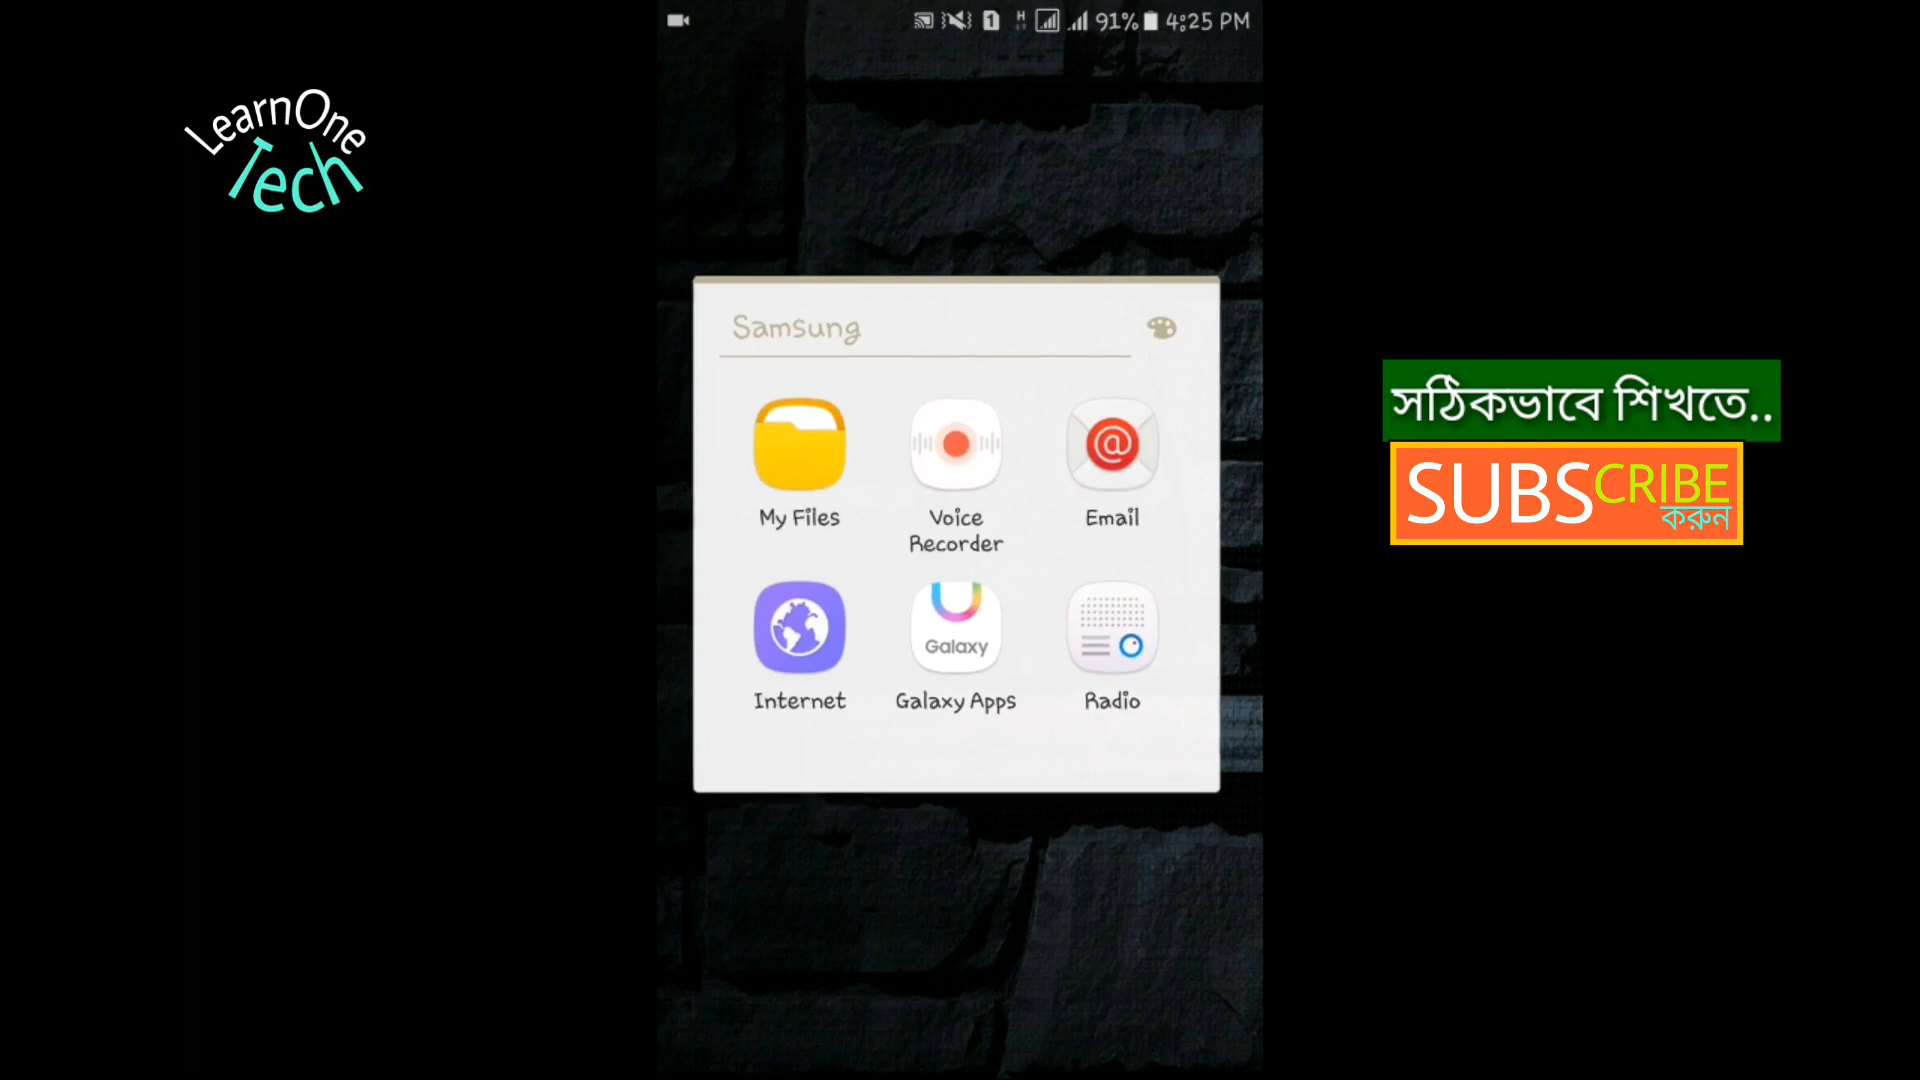 91% 4:25 PM
LearnOne
Tech
Samsung
My Files
Voice
Recorder
Email
Internet
Galaxy
Galaxy Apps
Radio
সঠিকভাবে শিখতে..
SUBSCRIBE
করুন